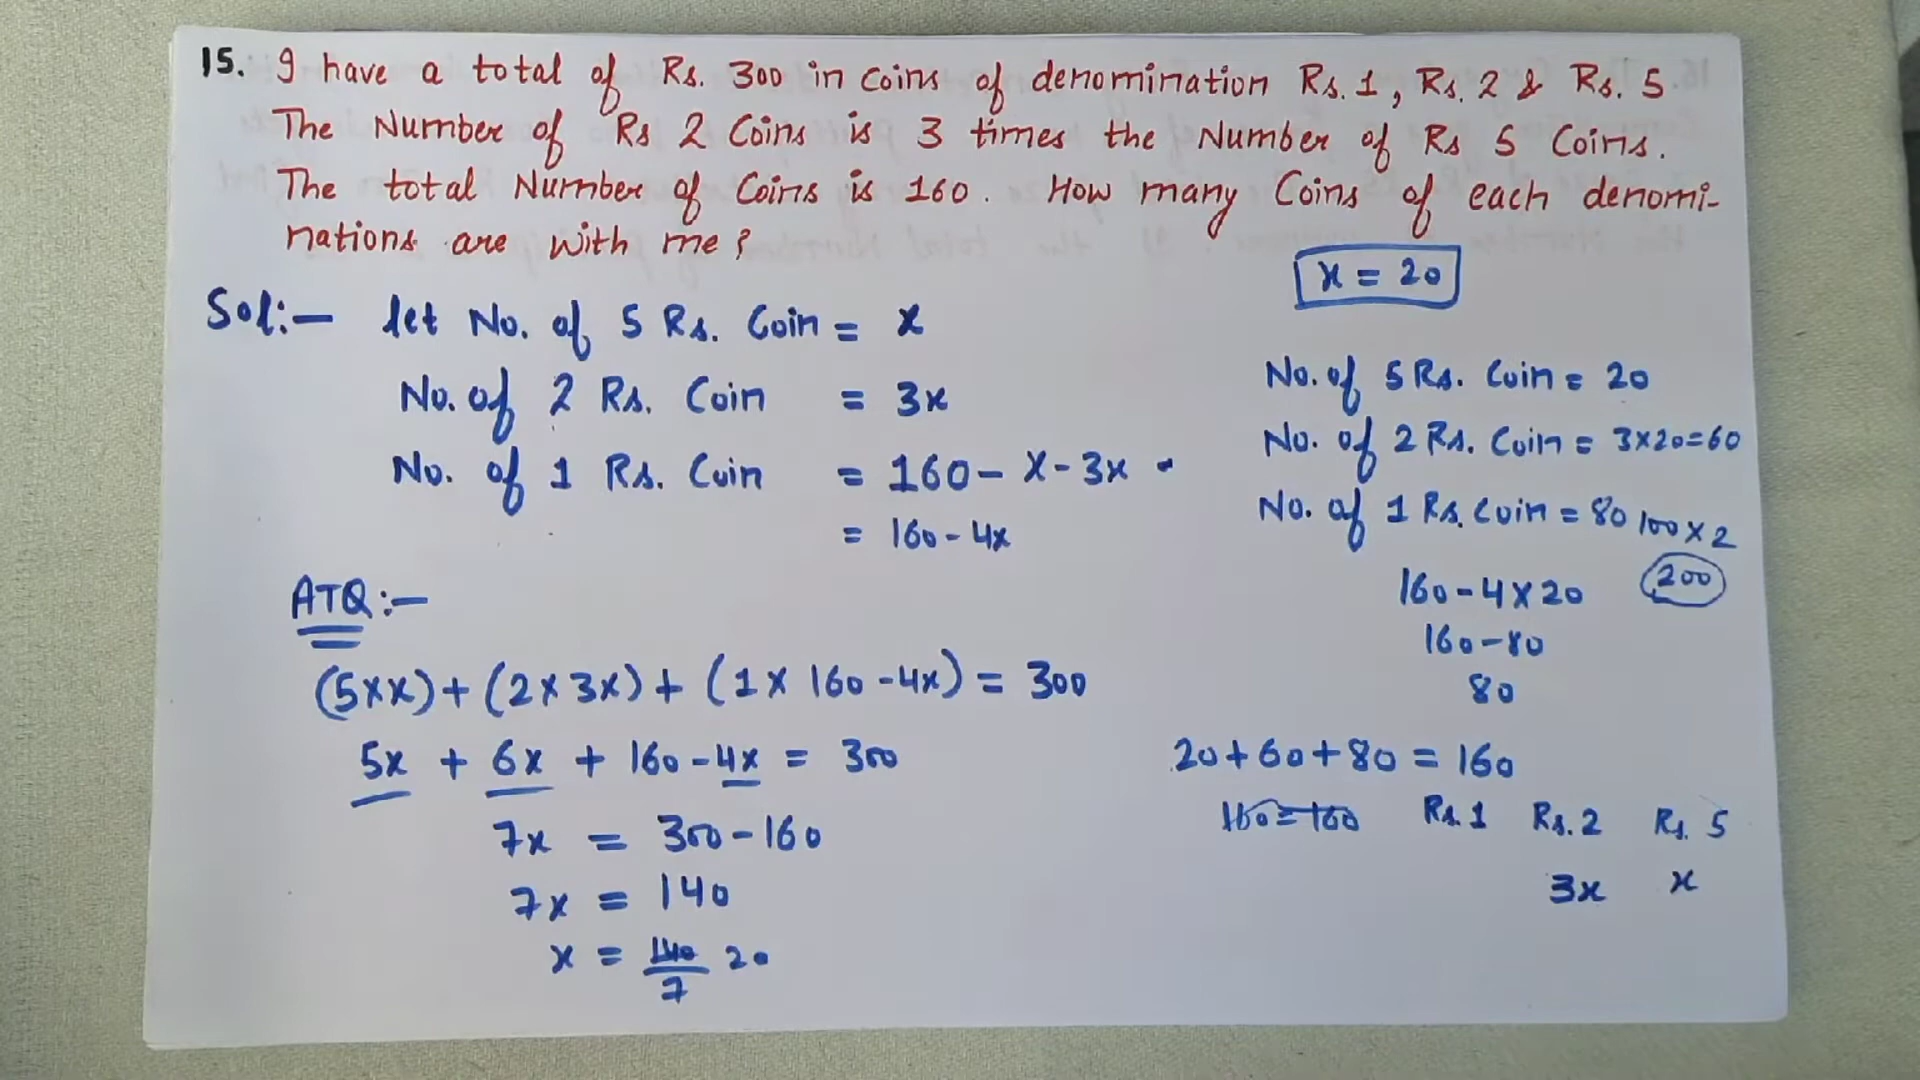 15. I have a total of Rs. 300 in coins of denomination Rs. 1, Rs. 2 & Rs. 5
The Number of Rs 2 Coins is 3 times the Number of Rs 5 Coins.
The total Number of Coins is 160. How many Coins of each denomi-
nations are with me?
Sol:- let No. of 5 Rs. Coin = x
No. of 2 Rs. Coin = 3x
No. of 1 Rs. Coin = 160 - x - 3x
= 160 - 4x
ATQ:-
(5×x) + (2×3x) + (1× 160 - 4x) = 300
5x + 6x + 160 - 4x = 300
7x = 300 - 160
7x = 140
x = 140/7 20
x = 20
No. of 5 Rs. Coin = 20
No. of 2 Rs. Coin = 3×20=60
No. of 1 Rs. Coin = 80
100×2
200
160 - 4×20
160 - 80
80
20+60+80 = 160
160=160
Rs. 1 Rs. 2 Rs. 5
3x x